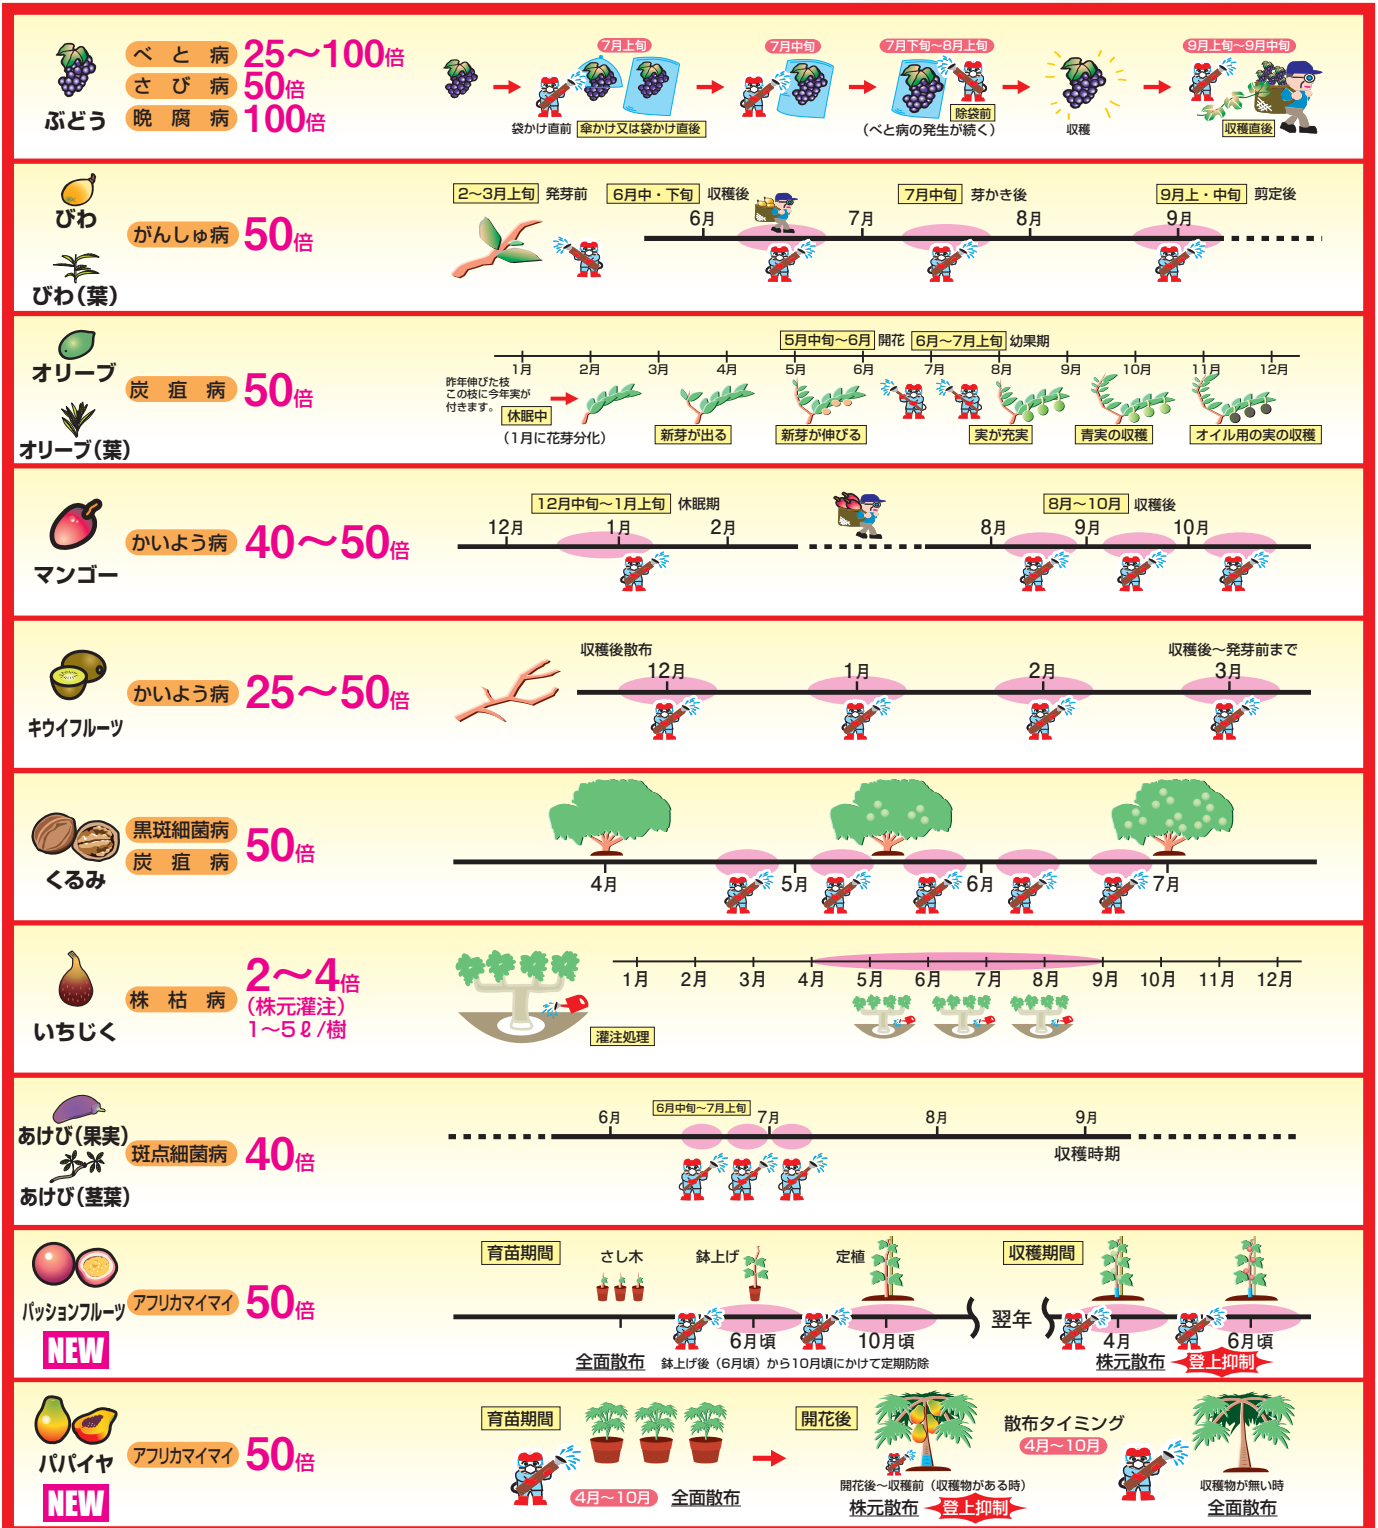 ぶどう
べと病 25〜100倍
さび病 50倍
晩腐病 100倍
7月上旬
7月中旬
7月下旬〜8月上旬
9月上旬〜9月中旬
袋かけ直前 傘かけ又は袋かけ直後
除袋前
(べと病の発生が続く)
収穫
収穫直後
びわ
びわ(葉)
がんしゅ病 50倍
2〜3月上旬 発芽前
6月中・下旬 収穫後
7月中旬 芽かき後
9月上・中旬 剪定後
6月 7月 8月 9月
オリーブ
オリーブ(葉)
炭疽病 50倍
5月中旬〜6月 開花 6月〜7月上旬 幼果期
1月 2月 3月 4月 5月 6月 7月 8月 9月 10月 11月 12月
昨年伸びた枝
この枝に今年実が
付きます。
休眠中
(1月に花芽分化)
新芽が出る
新芽が伸びる
実が充実
青実の収穫
オイル用の実の収穫
マンゴー
かいよう病 40〜50倍
12月中旬〜1月上旬 休眠期
8月〜10月 収穫後
12月 1月 2月 8月 9月 10月
キウイフルーツ
かいよう病 25〜50倍
収穫後散布
収穫後〜発芽前まで
12月 1月 2月 3月
くるみ
黒斑細菌病
炭疽病
50倍
4月 5月 6月 7月
いちじく
株枯病 2〜4倍
(株元灌注)
1〜5ℓ/樹
灌注処理
1月 2月 3月 4月 5月 6月 7月 8月 9月 10月 11月 12月
あけび(果実)
あけび(茎葉)
斑点細菌病 40倍
6月中旬〜7月上旬
6月 7月 8月 9月
収穫時期
パッションフルーツ
NEW
アフリカマイマイ 50倍
育苗期間
さし木
鉢上げ
定植
収穫期間
6月頃 10月頃 翌年 4月 6月頃
全面散布 鉢上げ後(6月頃)から10月頃にかけて定期防除
株元散布 登上抑制
パパイヤ
NEW
アフリカマイマイ 50倍
育苗期間
4月〜10月 全面散布
開花後
開花後〜収穫前(収穫物がある時)
株元散布 登上抑制
散布タイミング
4月〜10月
収穫物が無い時
全面散布